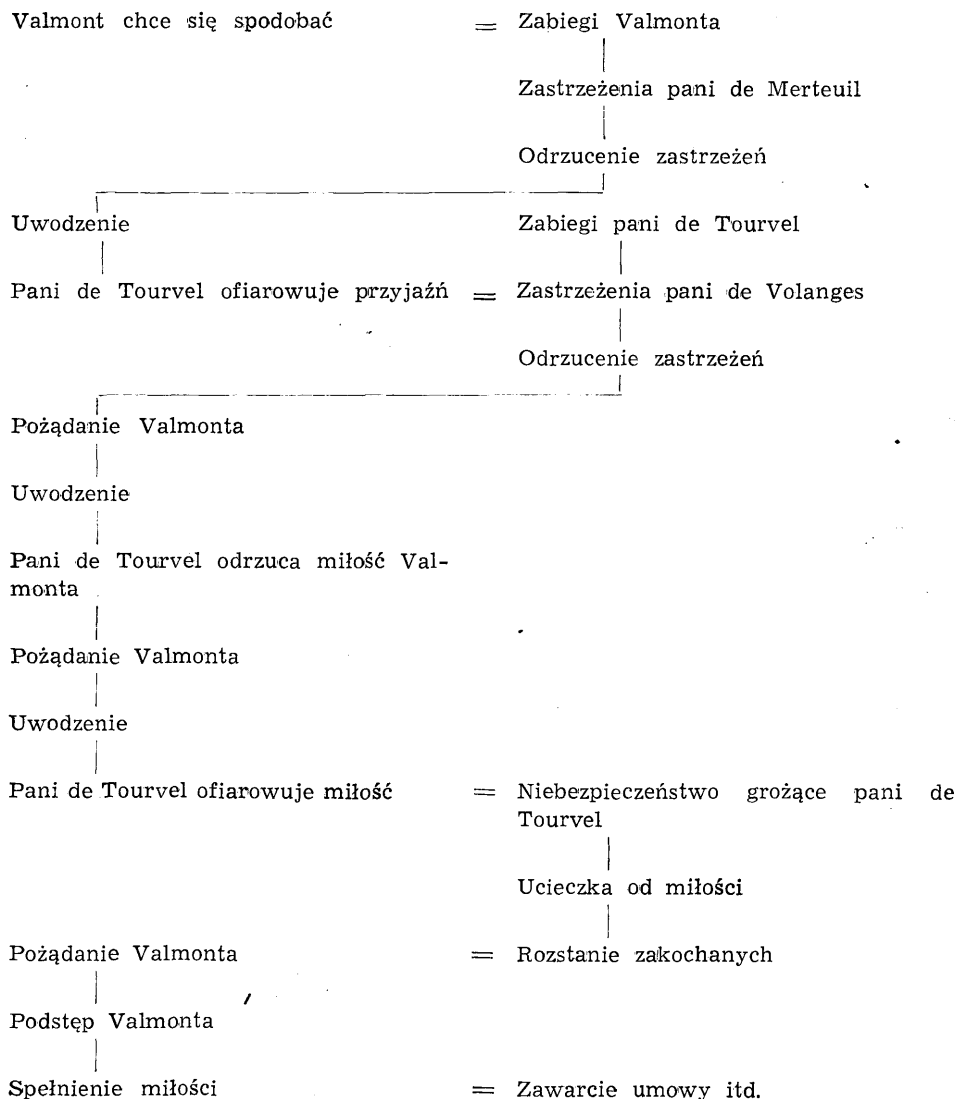 Valmont chce się spodobać = Zabiegi Valmonta
Zastrzeżenia pani de Merteuil
Odrzucenie zastrzeżeń
Uwodzenie Zabiegi pani de Tourvel
Pani de Tourvel ofiarowuje przyjaźń = Zastrzeżenia pani de Volanges
Odrzucenie zastrzeżeń
Pożądanie Valmonta
Uwodzenie
Pani de Tourvel odrzuca miłość Val-
monta
Pożądanie Valmonta
Uwodzenie
Pani de Tourvel ofiarowuje miłość = Niebezpieczeństwo grożące pani de
Tourvel
Ucieczka od miłości
Pożądanie Valmonta = Rozstanie zakochanych
Podstęp Valmonta
Spełnienie miłości = Zawarcie umowy itd.